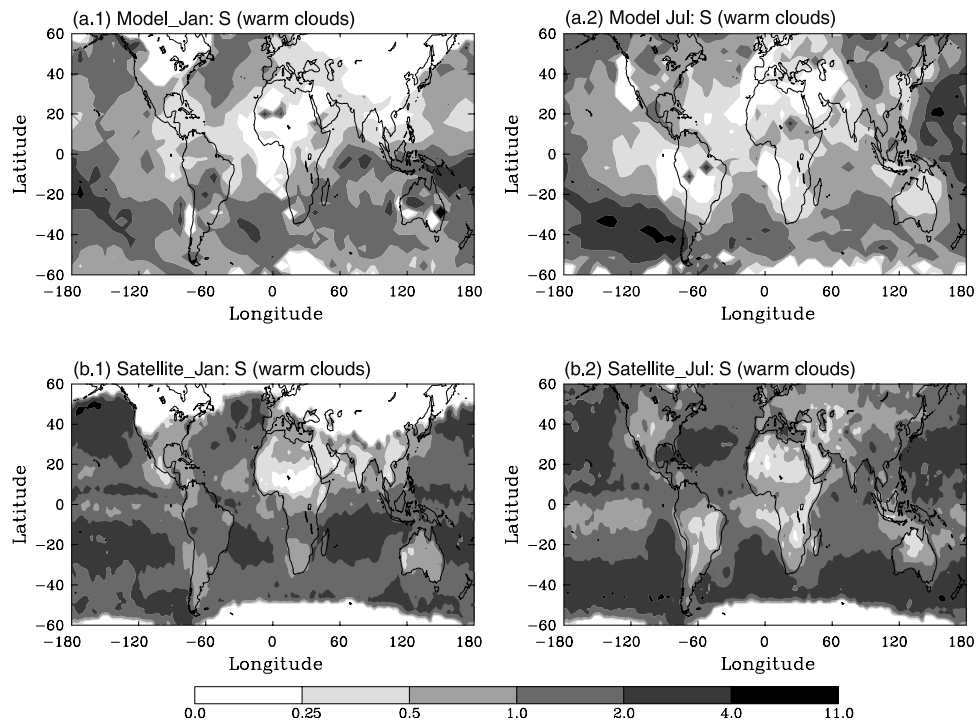 (a.1) Model_Jan: S (warm clouds)
(a.2) Model Jul: S (warm clouds)
60
40
20
0
−20
−40
−60
Latitude
−180 −120 −60 0 60 120 180
Longitude
60
40
20
0
−20
−40
−60
Latitude
−180 −120 −60 0 60 120 180
Longitude
(b.1) Satellite_Jan: S (warm clouds)
(b.2) Satellite_Jul: S (warm clouds)
60
40
20
0
−20
−40
−60
Latitude
−180 −120 −60 0 60 120 180
Longitude
60
40
20
0
−20
−40
−60
Latitude
−180 −120 −60 0 60 120 180
Longitude
0.0 0.25 0.5 1.0 2.0 4.0 11.0